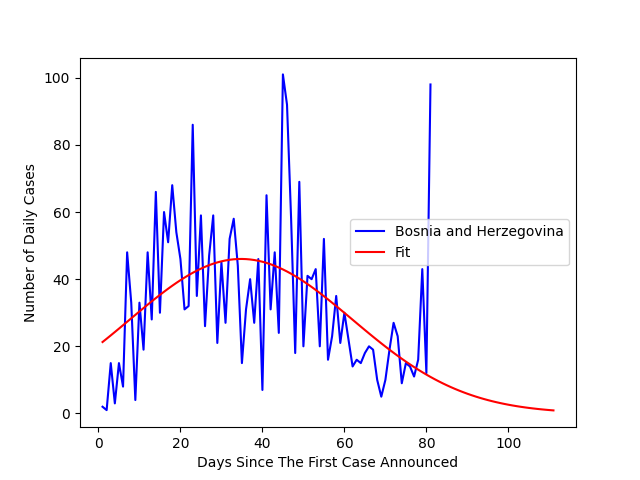 100
80
60
40
20
0
Number of Daily Cases
Bosnia and Herzegovina
Fit
0 20 40 60 80 100
Days Since The First Case Announced